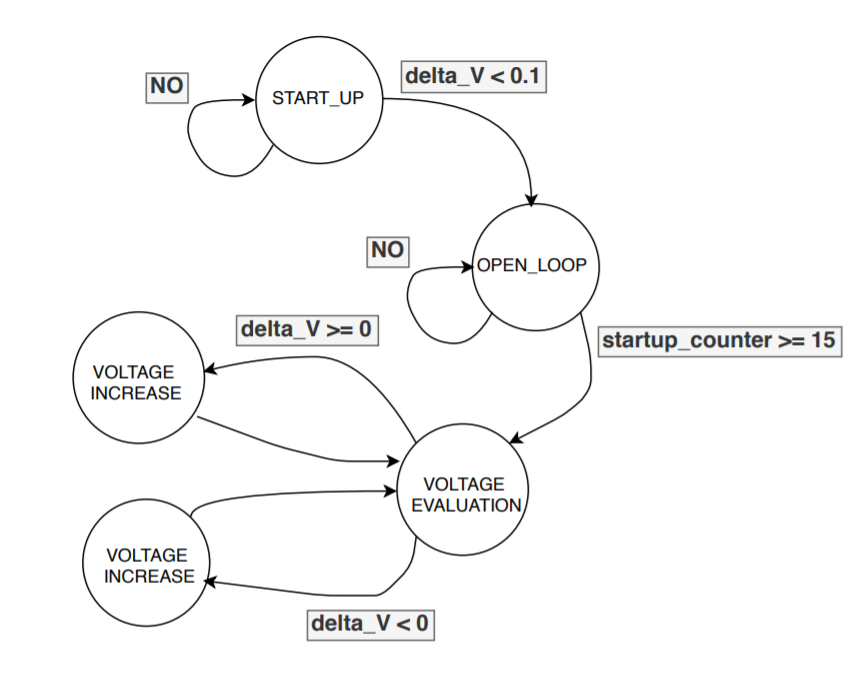 NO
delta_V < 0.1
START_UP
NO
OPEN_LOOP
delta_V >= 0
startup_counter >= 15
VOLTAGE
INCREASE
VOLTAGE
EVALUATION
VOLTAGE
INCREASE
delta_V < 0